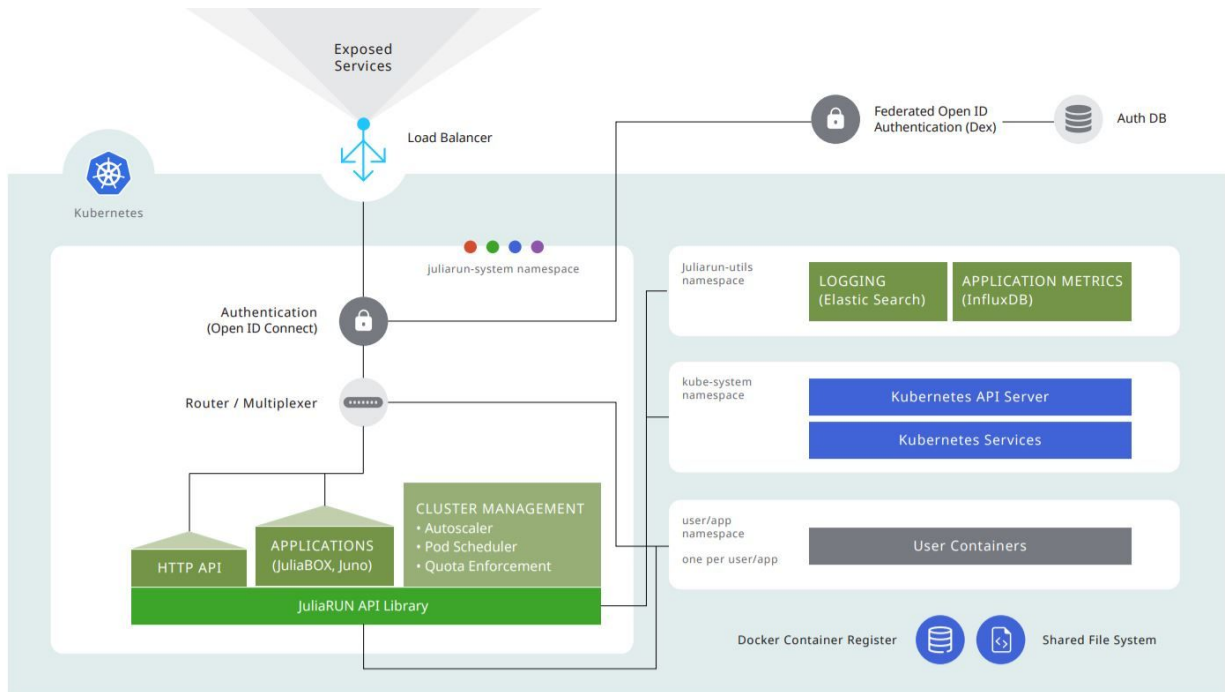 Exposed
Services
Load Balancer
Federated Open ID
Authentication (Dex)
Auth DB
Kubernetes
juliarun-system namespace
Authentication
(Open ID Connect)
Router / Multiplexer
HTTP API
APPLICATIONS
(JuliaBOX, Juno)
CLUSTER MANAGEMENT
• Autoscaler
• Pod Scheduler
• Quota Enforcement
JuliaRUN API Library
Juliarun-utils
namespace
LOGGING
(Elastic Search)
APPLICATION METRICS
(InfluxDB)
kube-system
namespace
Kubernetes API Server
Kubernetes Services
user/app
namespace
one per user/app
User Containers
Docker Container Register
Shared File System